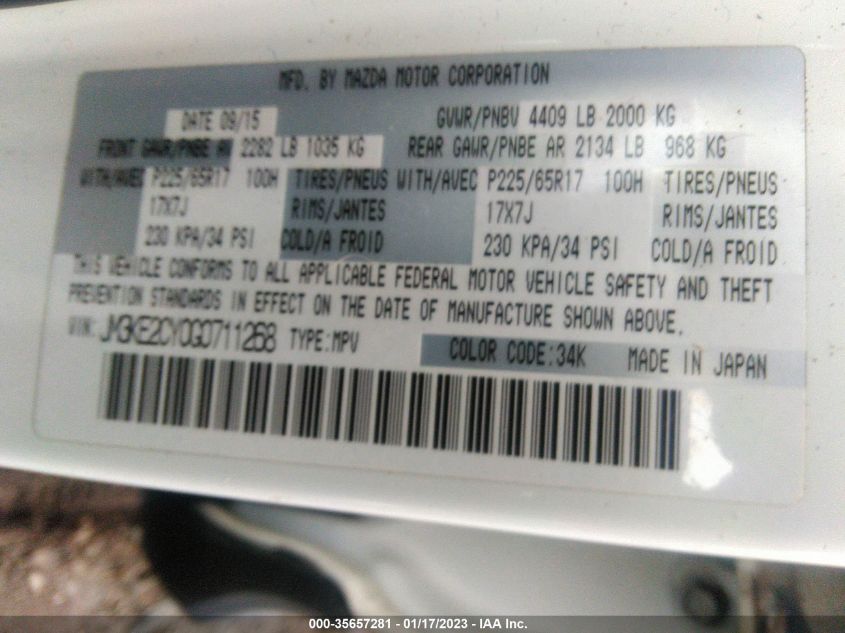 MFD. BY MAZDA MOTOR CORPORATION
DATE 09/15 GVWR/PNBV 4409 LB 2000 KG
FRONT GAWR/PNBE AV 2282 LB 1035 KG REAR GAWR/PNBE AR 2134 LB 968 KG
WITH/AVEC P225/65R17 100H TIRES/PNEUS WITH/AVEC P225/65R17 100H TIRES/PNEUS
17X7J RIMS/JANTES 17X7J RIMS/JANTES
230 KPA/34 PSI COLD/A FROID 230 KPA/34 PSI COLD/A FROID
THIS VEHICLE CONFORMS TO ALL APPLICABLE FEDERAL MOTOR VEHICLE SAFETY AND THEFT
PREVENTION STANDARDS IN EFFECT ON THE DATE OF MANUFACTURE SHOWN ABOVE.
VIN: JM3KE2CY0G0711268 TYPE:MPV COLOR CODE:34K MADE IN JAPAN
000-35657281 - 01/17/2023 - IAA Inc.